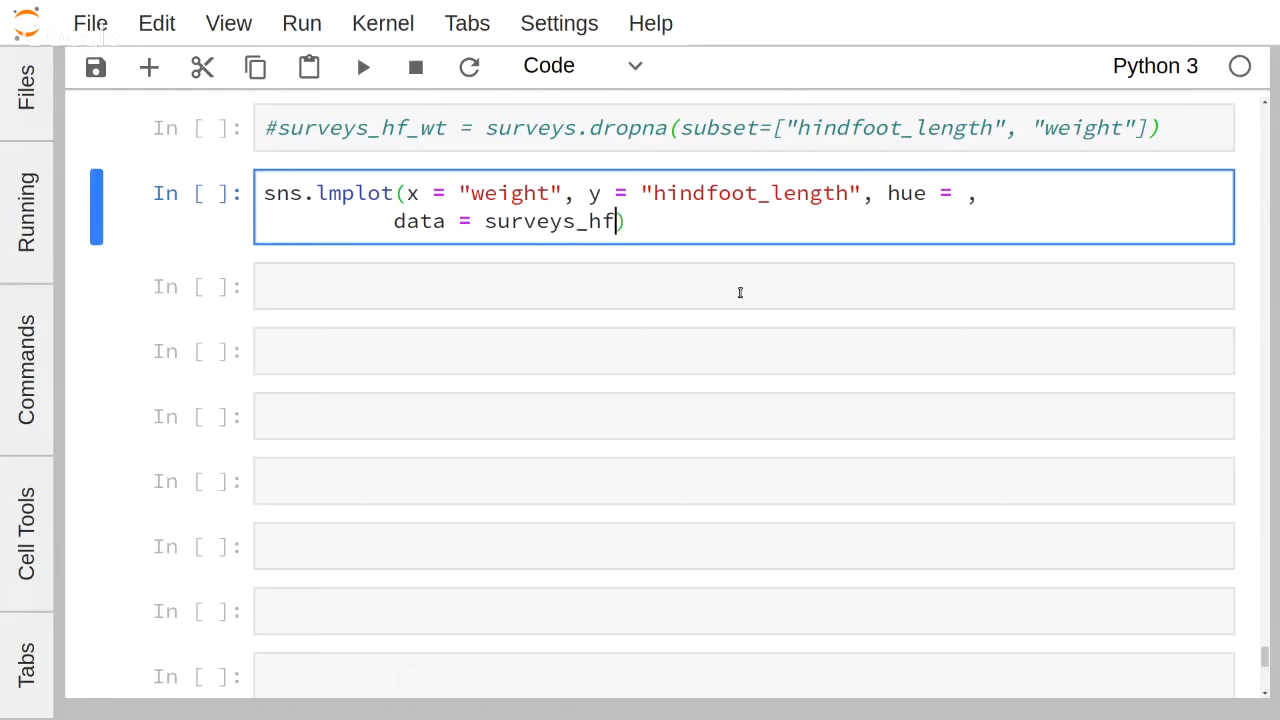 File Edit View Run Kernel Tabs Settings Help
Code Python 3
Files
Running
Commands
Cell Tools
Tabs
In [ ]: #surveys_hf_wt = surveys.dropna(subset=["hindfoot_length", "weight"])
In [ ]: sns.lmplot(x = "weight", y = "hindfoot_length", hue = ,
data = surveys_hf)
In [ ]:
In [ ]:
In [ ]:
In [ ]:
In [ ]:
In [ ]:
In [ ]: